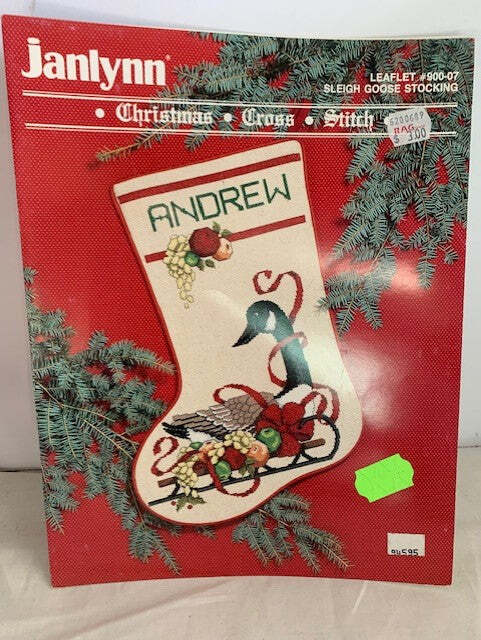 janlynn®
LEAFLET #900-07
SLEIGH GOOSE STOCKING
• Christmas • Cross • Stitch •
$ 3.00
ANDREW
94595